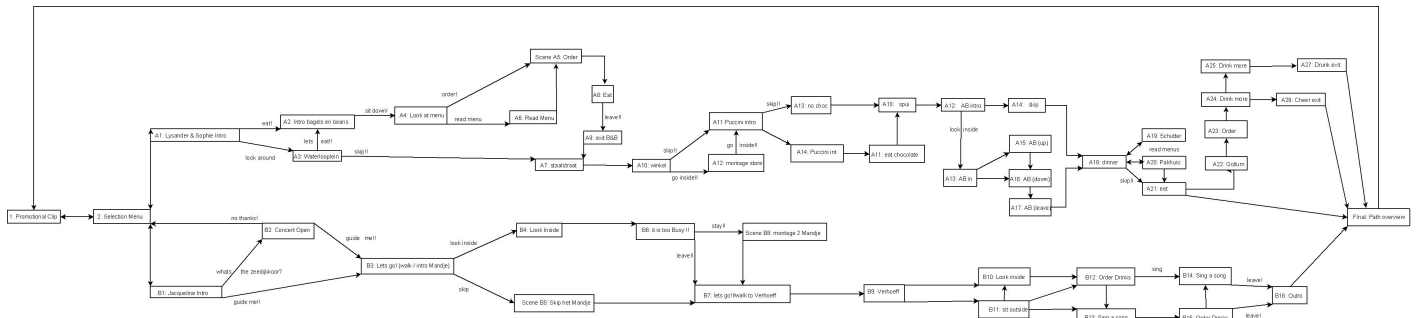 Scene A5: Order
A25: Drink more
A27: Drunk exit
order!
A8: Eat
A13: no choc
A10: spui
A12: AB intro
A14: skip
A24: Drink more
A26: Cheer exit
sit down!
A4: Look at menu
A6: Read Menu
leave!!
skip!!
A2: Intro bagels en beans
A11: Puccini intro
eat!
read menu
look inside
A23: Order
A19: Schutter
A1: Lysander & Sophie Intro
lets eat!
A9: exit B&B
go inside!!
A15: AB (up)
read menus
look around
A3: Waterlooplein
skip!!
skip!!
A14: Puccini int
A11: eat chocolate
A18: dinner
A20: Pakhuis
A22: Gollum
A7: staalstraat
A10: winkel
A12: montage store
go inside!!
A13: AB in
A16: AB (down)
skip!!
A21: eet
A17: AB (leave)
1. Promotional Clip
2. Selection Menu
Final: Path overview
no thanks!
B2: Concert Open
B4: Look Inside
B6: it is too Busy !!
stay!!
Scene B8: montage 2 Mandje
guide me!!
look inside
leave!!
whats the zeedijkkoor?
B3: Lets go! (walk / intro Mandje)
B10: Look inside
B12: Order Drinks
sing
B14: Sing a song
leave!
B1: Jacqueline Intro
guide me!!
skip
Scene B5: Skip het Mandje
B7: lets go!!walk to Verhoeff
B9: Verhoeff
B16: Outro
B11: sit outside
B13: Sing a song
B15: Order Drinks
leave!